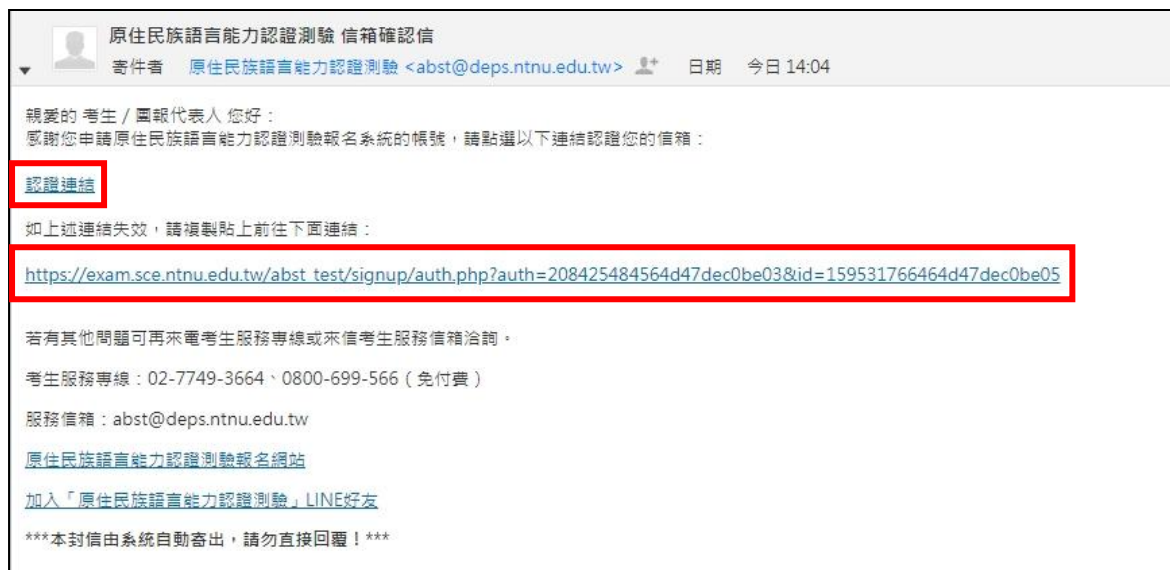 原住民族語言能力認證測驗 信箱確認信
寄件者 原住民族語言能力認證測驗 <abst@deps.ntnu.edu.tw> 日期 今日 14:04
親愛的 考生 / 團報代表人 您好：
感謝您申請原住民族語言能力認證測驗報名系統的帳號，請點選以下連結認證您的信箱：
認證連結
如上述連結失效，請複製貼上前往下面連結：
https://exam.sce.ntnu.edu.tw/abst_test/signup/auth.php?auth=208425484564d47dec0be03&id=159531766464d47dec0be05
若有其他問題可再來電考生服務專線或來信考生服務信箱洽詢。
考生服務專線：02-7749-3664、0800-699-566（免付費）
服務信箱：abst@deps.ntnu.edu.tw
原住民族語言能力認證測驗報名網站
加入「原住民族語言能力認證測驗」LINE好友
***本封信由系統自動寄出，請勿直接回覆！***